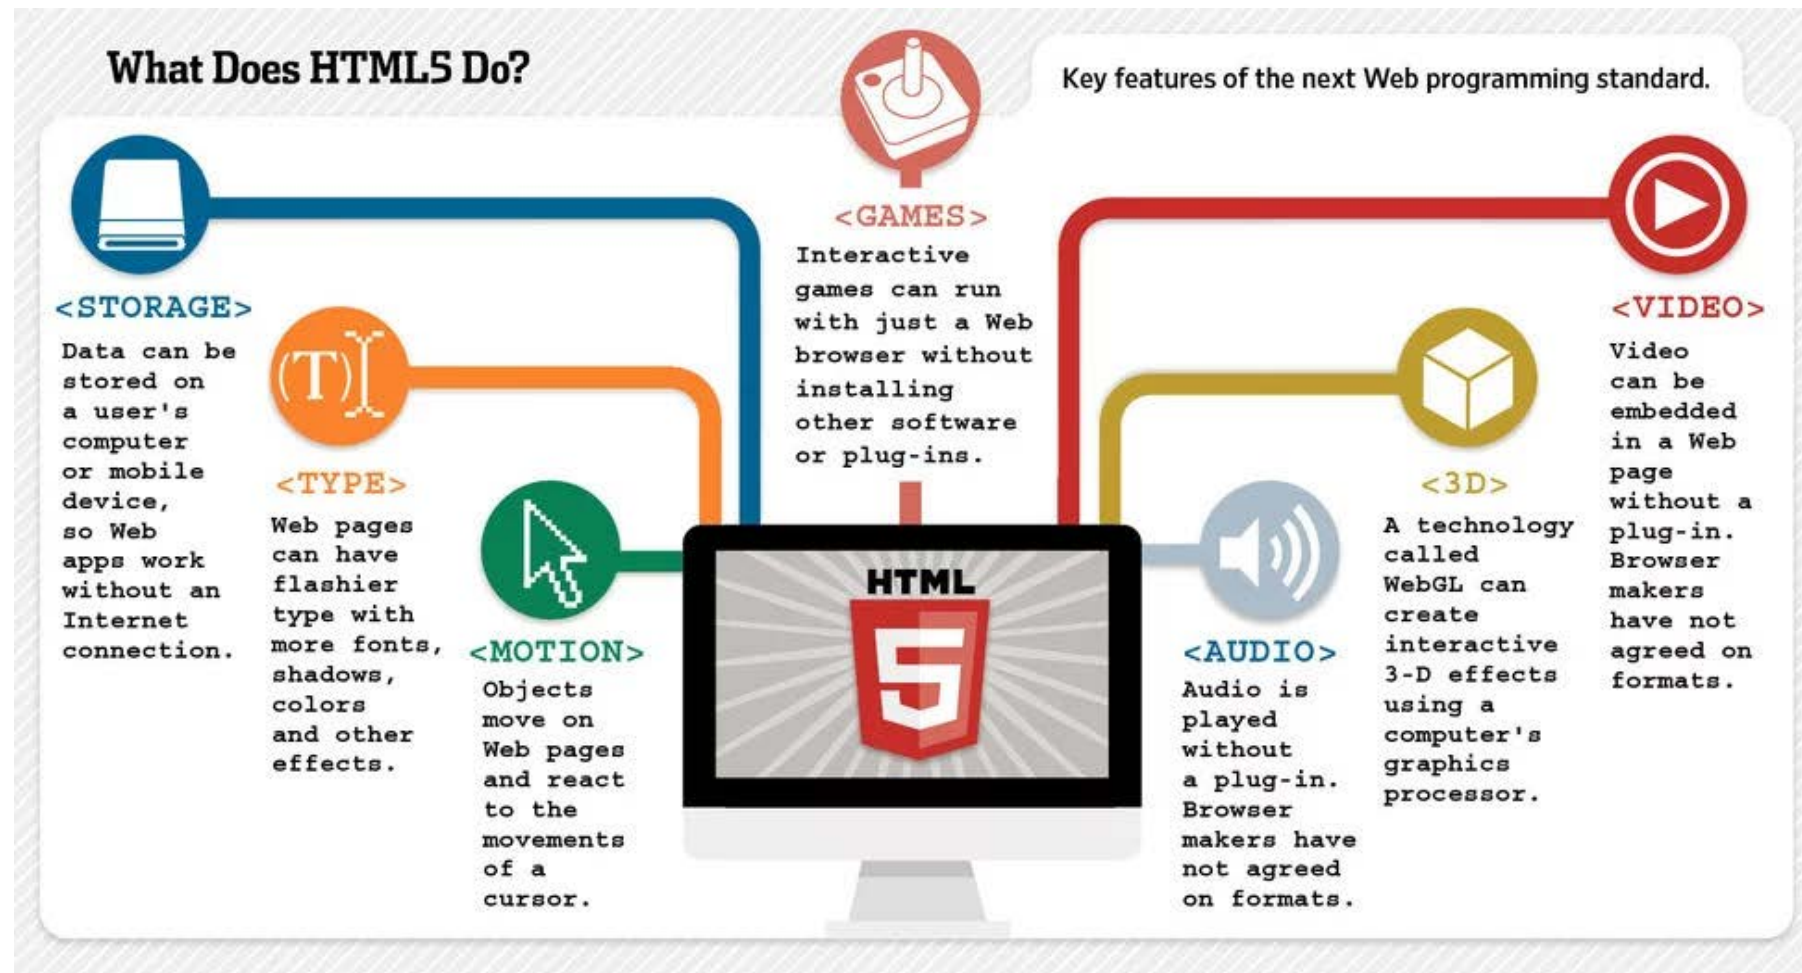 What Does HTML5 Do?
Key features of the next Web programming standard.
<STORAGE>
Data can be
stored on
a user's
computer
or mobile
device,
so Web
apps work
without an
Internet
connection.
(T)
<TYPE>
Web pages
can have
flashier
type with
more fonts,
shadows,
colors
and other
effects.
<MOTION>
Objects
move on
Web pages
and react
to the
movements
of a
cursor.
<GAMES>
Interactive
games can run
with just a Web
browser without
installing
other software
or plug-ins.
HTML
5
<AUDIO>
Audio is
played
without
a plug-in.
Browser
makers have
not agreed
on formats.
<3D>
A technology
called
WebGL can
create
interactive
3-D effects
using a
computer's
graphics
processor.
<VIDEO>
Video
can be
embedded
in a Web
page
without a
plug-in.
Browser
makers
have not
agreed on
formats.